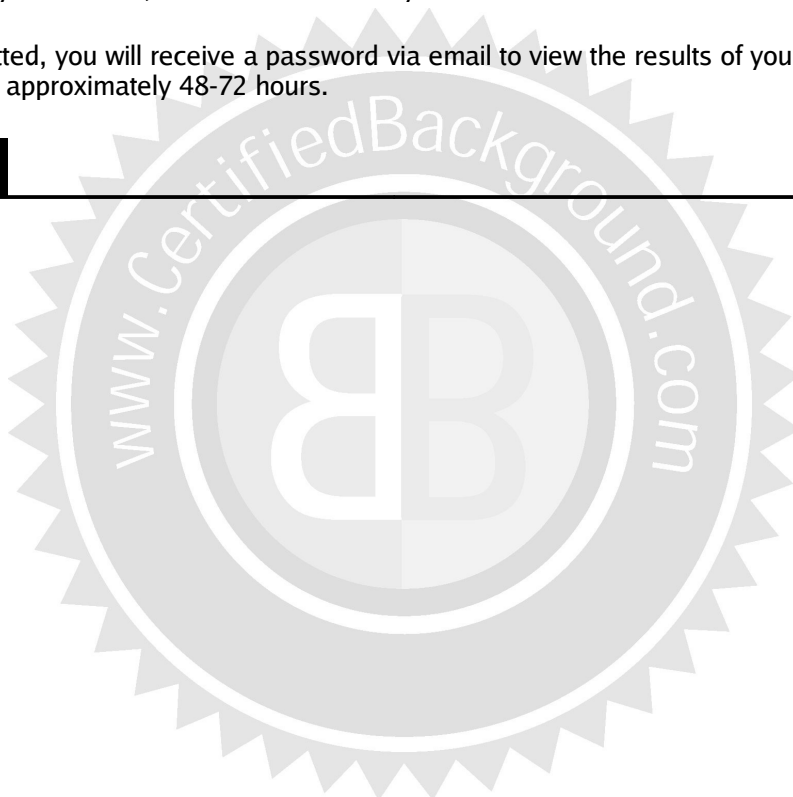 tted, you will receive a password via email to view the results of you
approximately 48-72 hours.
www.CertifiedBackground.com
BB